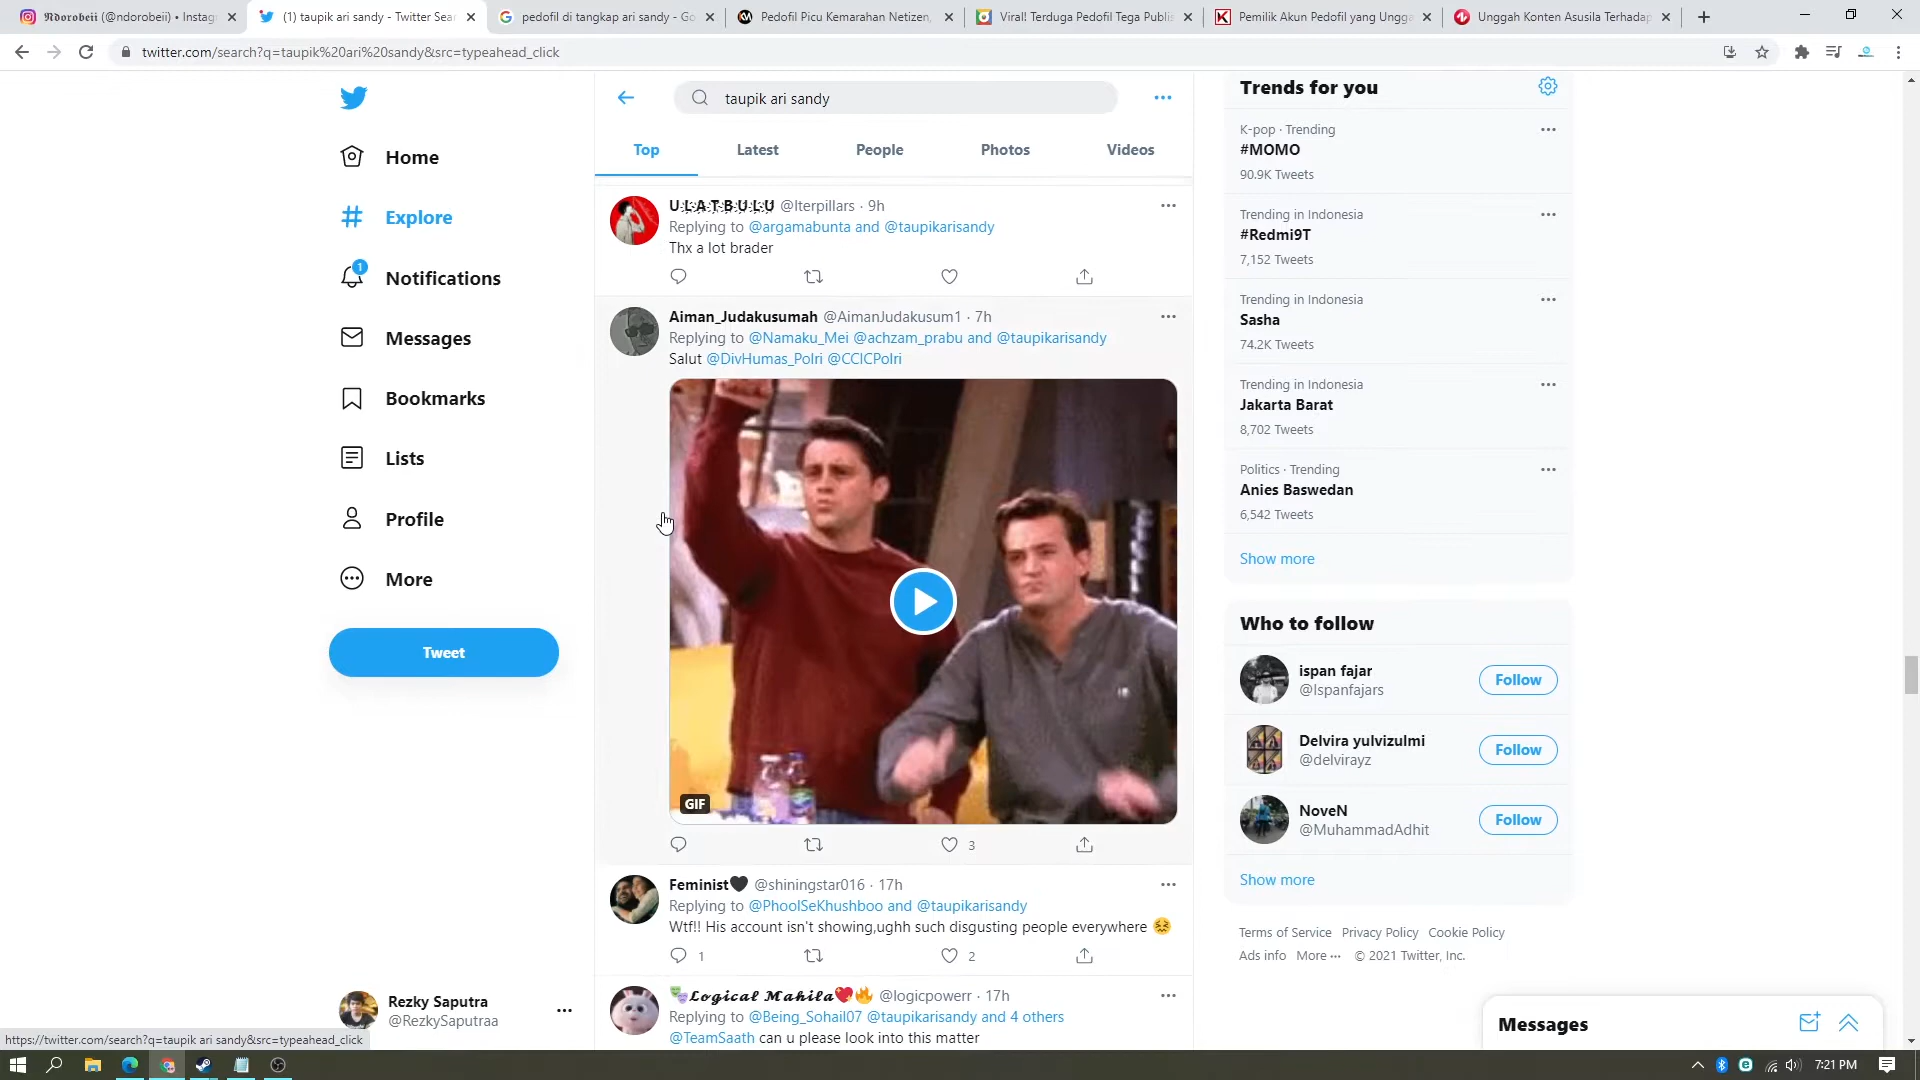 Ndorobeii (@ndorobeii) • Instag
(1) taupik ari sandy - Twitter Sea
pedofil di tangkap ari sandy - Go
Pedofil Picu Kemarahan Netizen,
Viral! Terduga Pedofil Tega Publis
Pemilik Akun Pedofil yang Ungga
Unggah Konten Asusila Terhadap
twitter.com/search?q=taupik%20ari%20sandy&src=typeahead_click
Home
Explore
1
Notifications
Messages
Bookmarks
Lists
Profile
More
Tweet
Rezky Saputra
@RezkySaputraa
taupik ari sandy
Top
Latest
People
Photos
Videos
U.L.A.T.B.U.L.U @Iterpillars · 9h
Replying to @argamabunta and @taupikarisandy
Thx a lot brader
Aiman_Judakusumah @AimanJudakusum1 · 7h
Replying to @Namaku_Mei @achzam_prabu and @taupikarisandy
Salut @DivHumas_Polri @CCICPolri
GIF
3
Feminist🖤 @shiningstar016 · 17h
Replying to @PhoolSeKhushboo and @taupikarisandy
Wtf!! His account isn't showing,ughh such disgusting people everywhere 😖
1
2
🎭𝓛𝓸𝓰𝓲𝓬𝓪𝓵 𝓜𝓪𝓱𝓲𝓵𝓪💖🔥 @logicpowerr · 17h
Replying to @Being_Sohail07 @taupikarisandy and 4 others
@TeamSaath can u please look into this matter
Trends for you
K-pop · Trending
#MOMO
90.9K Tweets
Trending in Indonesia
#Redmi9T
7,152 Tweets
Trending in Indonesia
Sasha
74.2K Tweets
Trending in Indonesia
Jakarta Barat
8,702 Tweets
Politics · Trending
Anies Baswedan
6,542 Tweets
Show more
Who to follow
ispan fajar
@Ispanfajars
Follow
Delvira yulvizulmi
@delvirayz
Follow
NoveN
@MuhammadAdhit
Follow
Show more
Terms of Service Privacy Policy Cookie Policy
Ads info More ··· © 2021 Twitter, Inc.
Messages
https://twitter.com/search?q=taupik ari sandy&src=typeahead_click
7:21 PM